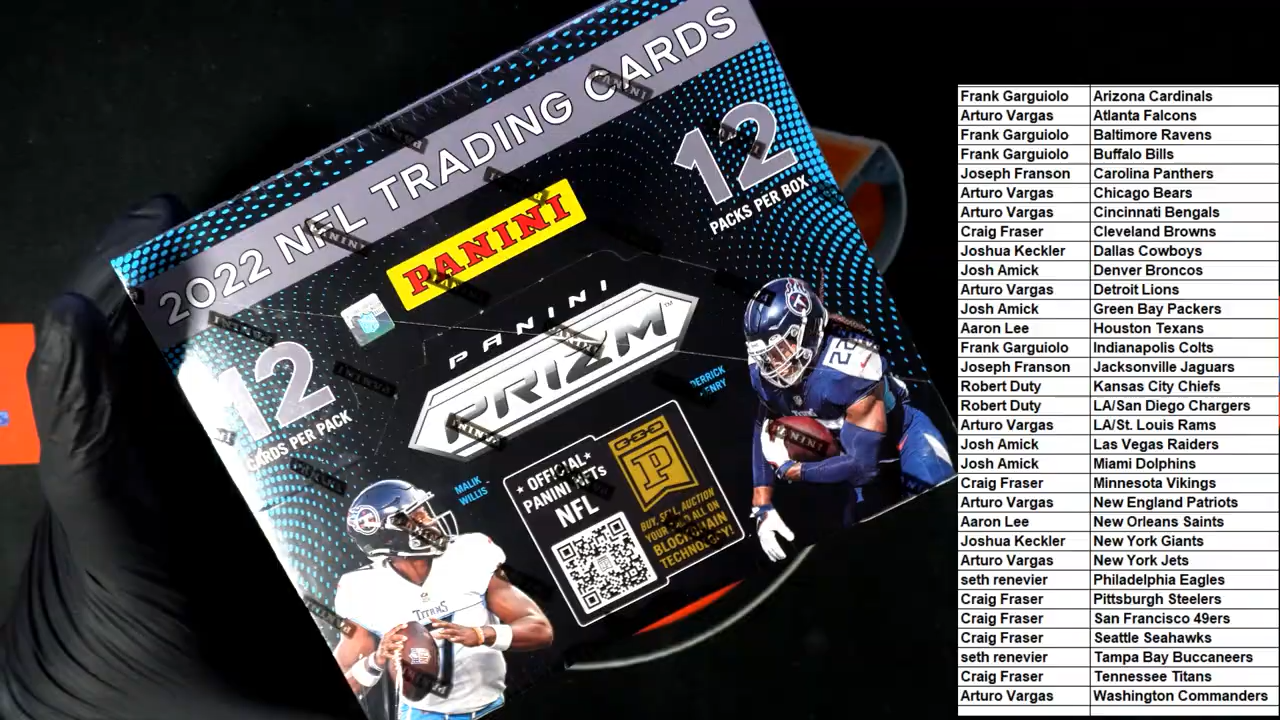 2022 NFL TRADING CARDS
PANINI
12
PACKS PER BOX
PANINI
PRIZM
12
CARDS PER PACK
DERRICK
HENRY
MALIK
WILLIS
OFFICIAL
PANINI NFTs
NFL
P
BUY, SELL, AUCTION
YOUR CARD ALL ON
BLOCKCHAIN
TECHNOLOGY!
TITANS
22
Frank Garguiolo Arizona Cardinals
Arturo Vargas Atlanta Falcons
Frank Garguiolo Baltimore Ravens
Frank Garguiolo Buffalo Bills
Joseph Franson Carolina Panthers
Arturo Vargas Chicago Bears
Arturo Vargas Cincinnati Bengals
Craig Fraser Cleveland Browns
Joshua Keckler Dallas Cowboys
Josh Amick Denver Broncos
Arturo Vargas Detroit Lions
Josh Amick Green Bay Packers
Aaron Lee Houston Texans
Frank Garguiolo Indianapolis Colts
Joseph Franson Jacksonville Jaguars
Robert Duty Kansas City Chiefs
Robert Duty LA/San Diego Chargers
Arturo Vargas LA/St. Louis Rams
Josh Amick Las Vegas Raiders
Josh Amick Miami Dolphins
Craig Fraser Minnesota Vikings
Arturo Vargas New England Patriots
Aaron Lee New Orleans Saints
Joshua Keckler New York Giants
Arturo Vargas New York Jets
seth renevier Philadelphia Eagles
Craig Fraser Pittsburgh Steelers
Craig Fraser San Francisco 49ers
Craig Fraser Seattle Seahawks
seth renevier Tampa Bay Buccaneers
Craig Fraser Tennessee Titans
Arturo Vargas Washington Commanders